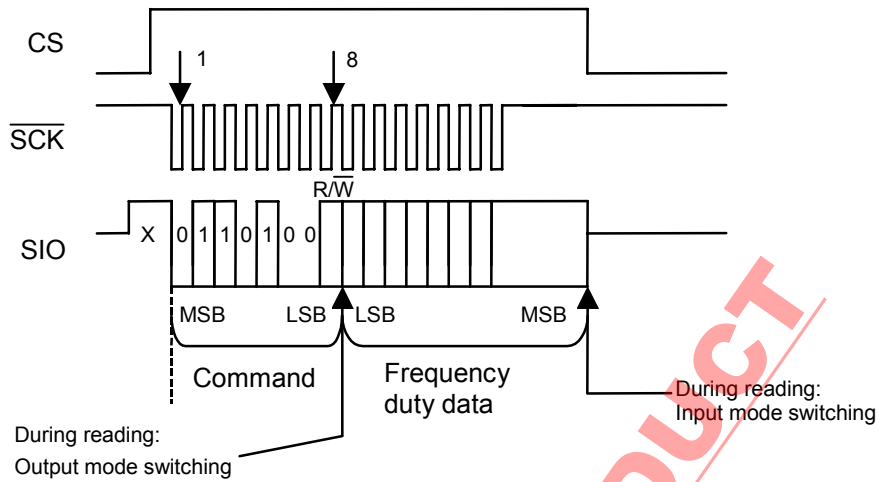 CS
1
8
S̅C̅K̅
R/W̅
SIO
X 0 1 1 0 1 0 0
MSB LSB LSB MSB
Command
Frequency
duty data
During reading:
Input mode switching
During reading:
Output mode switching
DUCT